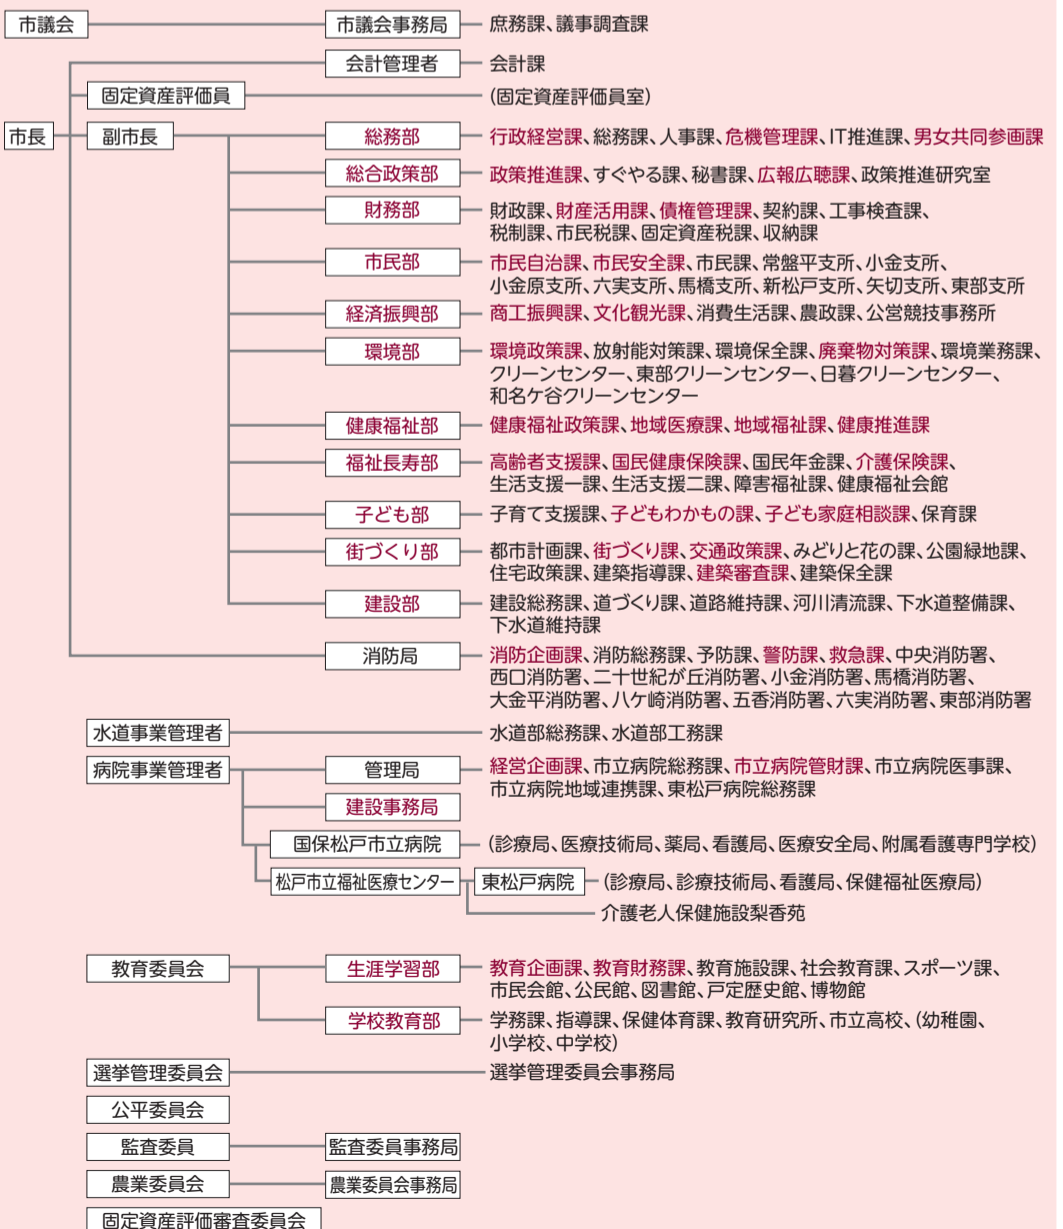 市議会 市議会事務局 庶務課、議事調査課
会計管理者 会計課
固定資産評価員 (固定資産評価員室)
市長 副市長 総務部 行政経営課、総務課、人事課、危機管理課、IT推進課、男女共同参画課
総合政策部 政策推進課、すぐやる課、秘書課、広報広聴課、政策推進研究室
財務部 財政課、財産活用課、債権管理課、契約課、工事検査課、
税制課、市民税課、固定資産税課、収納課
市民部 市民自治課、市民安全課、市民課、常盤平支所、小金支所、
小金原支所、六実支所、馬橋支所、新松戸支所、矢切支所、東部支所
経済振興部 商工振興課、文化観光課、消費生活課、農政課、公営競技事務所
環境部 環境政策課、放射能対策課、環境保全課、廃棄物対策課、環境業務課、
クリーンセンター、東部クリーンセンター、日暮クリーンセンター、
和名ケ谷クリーンセンター
健康福祉部 健康福祉政策課、地域医療課、地域福祉課、健康推進課
福祉長寿部 高齢者支援課、国民健康保険課、国民年金課、介護保険課、
生活支援一課、生活支援二課、障害福祉課、健康福祉会館
子ども部 子育て支援課、子どもわかもの課、子ども家庭相談課、保育課
街づくり部 都市計画課、街づくり課、交通政策課、みどりと花の課、公園緑地課、
住宅政策課、建築指導課、建築審査課、建築保全課
建設部 建設総務課、道づくり課、道路維持課、河川清流課、下水道整備課、
下水道維持課
消防局 消防企画課、消防総務課、予防課、警防課、救急課、中央消防署、
西口消防署、二十世紀が丘消防署、小金消防署、馬橋消防署、
大金平消防署、八ケ崎消防署、五香消防署、六実消防署、東部消防署
水道事業管理者 水道部総務課、水道部工務課
病院事業管理者 管理局 経営企画課、市立病院総務課、市立病院管財課、市立病院医事課、
市立病院地域連携課、東松戸病院総務課
建設事務局
国保松戸市立病院 (診療局、医療技術局、薬局、看護局、医療安全局、附属看護専門学校)
松戸市立福祉医療センター 東松戸病院 (診療局、診療技術局、看護局、保健福祉医療局)
介護老人保健施設梨香苑
教育委員会 生涯学習部 教育企画課、教育財務課、教育施設課、社会教育課、スポーツ課、
市民会館、公民館、図書館、戸定歴史館、博物館
学校教育部 学務課、指導課、保健体育課、教育研究所、市立高校、(幼稚園、
小学校、中学校)
選挙管理委員会 選挙管理委員会事務局
公平委員会
監査委員 監査委員事務局
農業委員会 農業委員会事務局
固定資産評価審査委員会